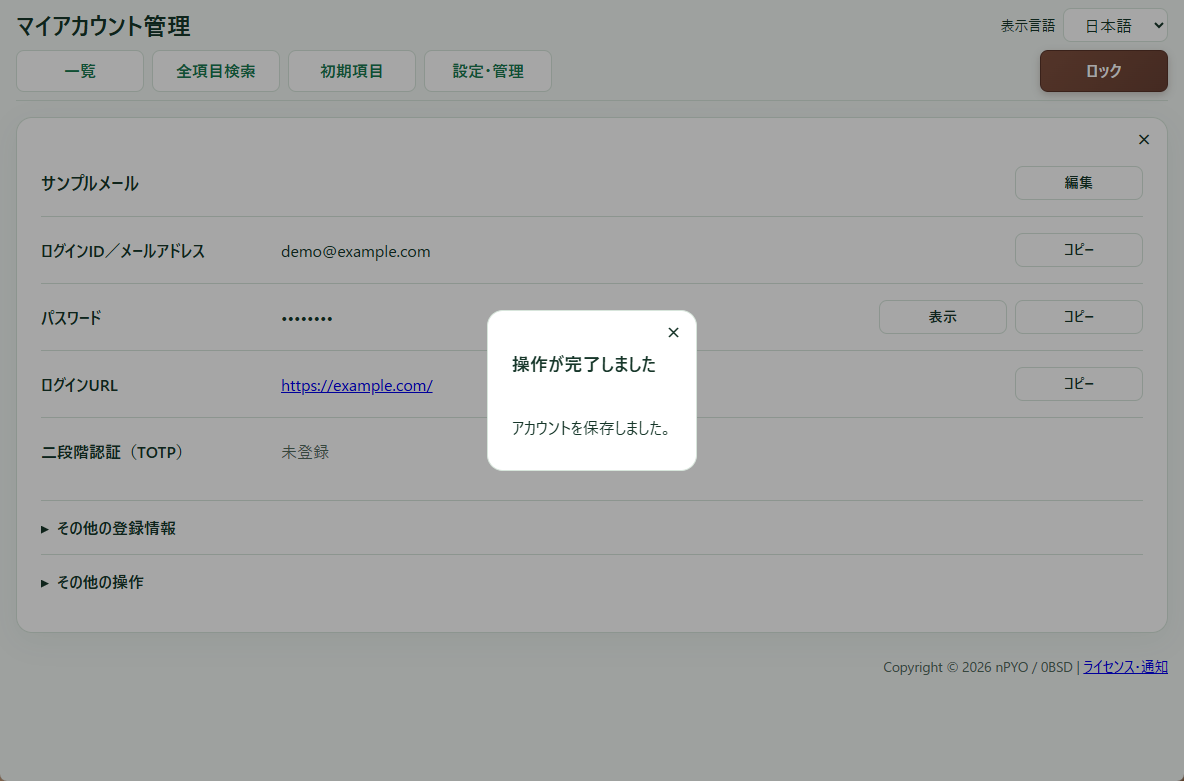 マイアカウント管理
表示言語 日本語
一覧 全項目検索 初期項目 設定・管理 ロック
×
サンプルメール 編集
ログインID／メールアドレス demo@example.com コピー
パスワード •••••••• 表示 コピー
ログインURL https://example.com/ コピー
二段階認証（TOTP） 未登録
▸ その他の登録情報
▸ その他の操作
×
操作が完了しました
アカウントを保存しました。
Copyright © 2026 nPYO / 0BSD | ライセンス・通知